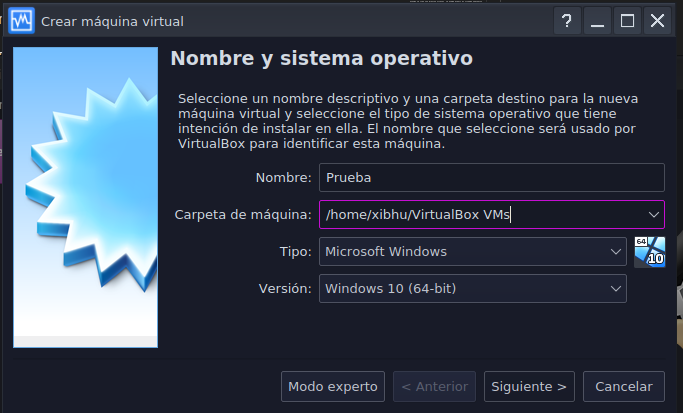 Crear máquina virtual
?
Nombre y sistema operativo
Seleccione un nombre descriptivo y una carpeta destino para la nueva
máquina virtual y seleccione el tipo de sistema operativo que tiene
intención de instalar en ella. El nombre que seleccione será usado por
VirtualBox para identificar esta máquina.
Nombre: Prueba
Carpeta de máquina: /home/xibhu/VirtualBox VMs
Tipo: Microsoft Windows
64
10
Versión: Windows 10 (64-bit)
Modo experto < Anterior Siguiente > Cancelar